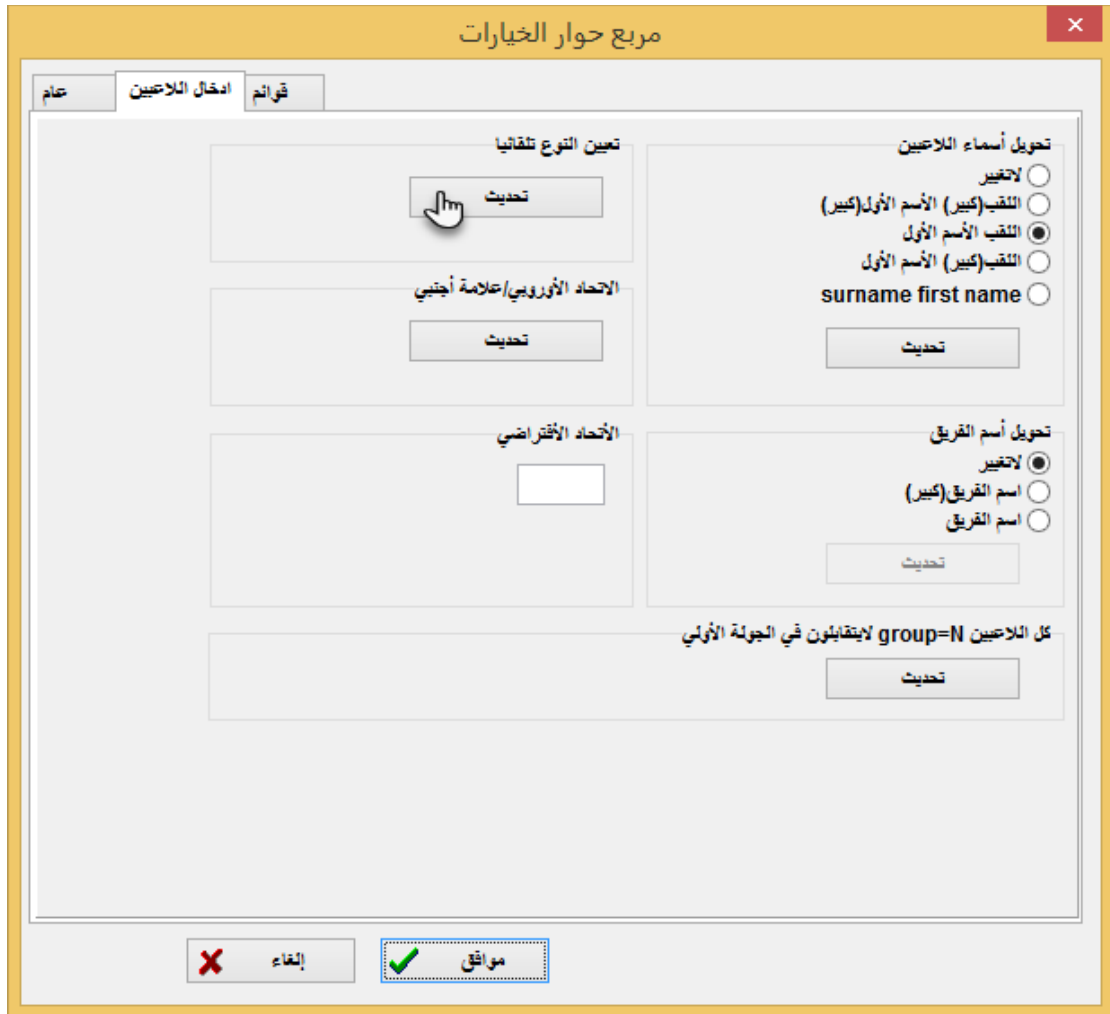 مربع حوار الخيارات
عام
ادخال اللاعبين
قوائم
تحويل أسماء اللاعبين
لاتغيير
اللقب(كبير) الأسم الأول(كبير)
اللقب الأسم الأول
اللقب(كبير) الأسم الأول
surname first name
تحديث
تعيين النوع تلقائيا
تحديث
الاتحاد الأوروبي/علامة أجنبي
تحديث
تحويل أسم الفريق
لاتغيير
اسم الفريق(كبير)
اسم الفريق
تحديث
الأتحاد الأفتراضي
كل اللاعبين group=N لايتقابلون في الجولة الأولي
تحديث
موافق
إلغاء